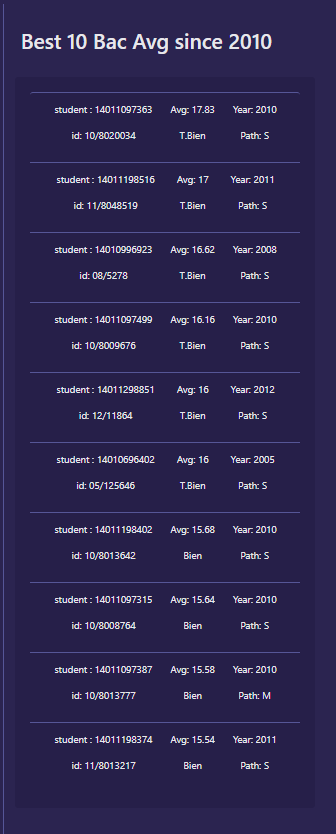 Best 10 Bac Avg since 2010
student : 14011097363 Avg: 17.83 Year: 2010
id: 10/8020034 T.Bien Path: S
student : 14011198516 Avg: 17 Year: 2011
id: 11/8048519 T.Bien Path: S
student : 14010996923 Avg: 16.62 Year: 2008
id: 08/5278 T.Bien Path: S
student : 14011097499 Avg: 16.16 Year: 2010
id: 10/8009676 T.Bien Path: S
student : 14011298851 Avg: 16 Year: 2012
id: 12/11864 T.Bien Path: S
student : 14010696402 Avg: 16 Year: 2005
id: 05/125646 T.Bien Path: S
student : 14011198402 Avg: 15.68 Year: 2010
id: 10/8013642 Bien Path: S
student : 14011097315 Avg: 15.64 Year: 2010
id: 10/8008764 Bien Path: S
student : 14011097387 Avg: 15.58 Year: 2010
id: 10/8013777 Bien Path: M
student : 14011198374 Avg: 15.54 Year: 2011
id: 11/8013217 Bien Path: S